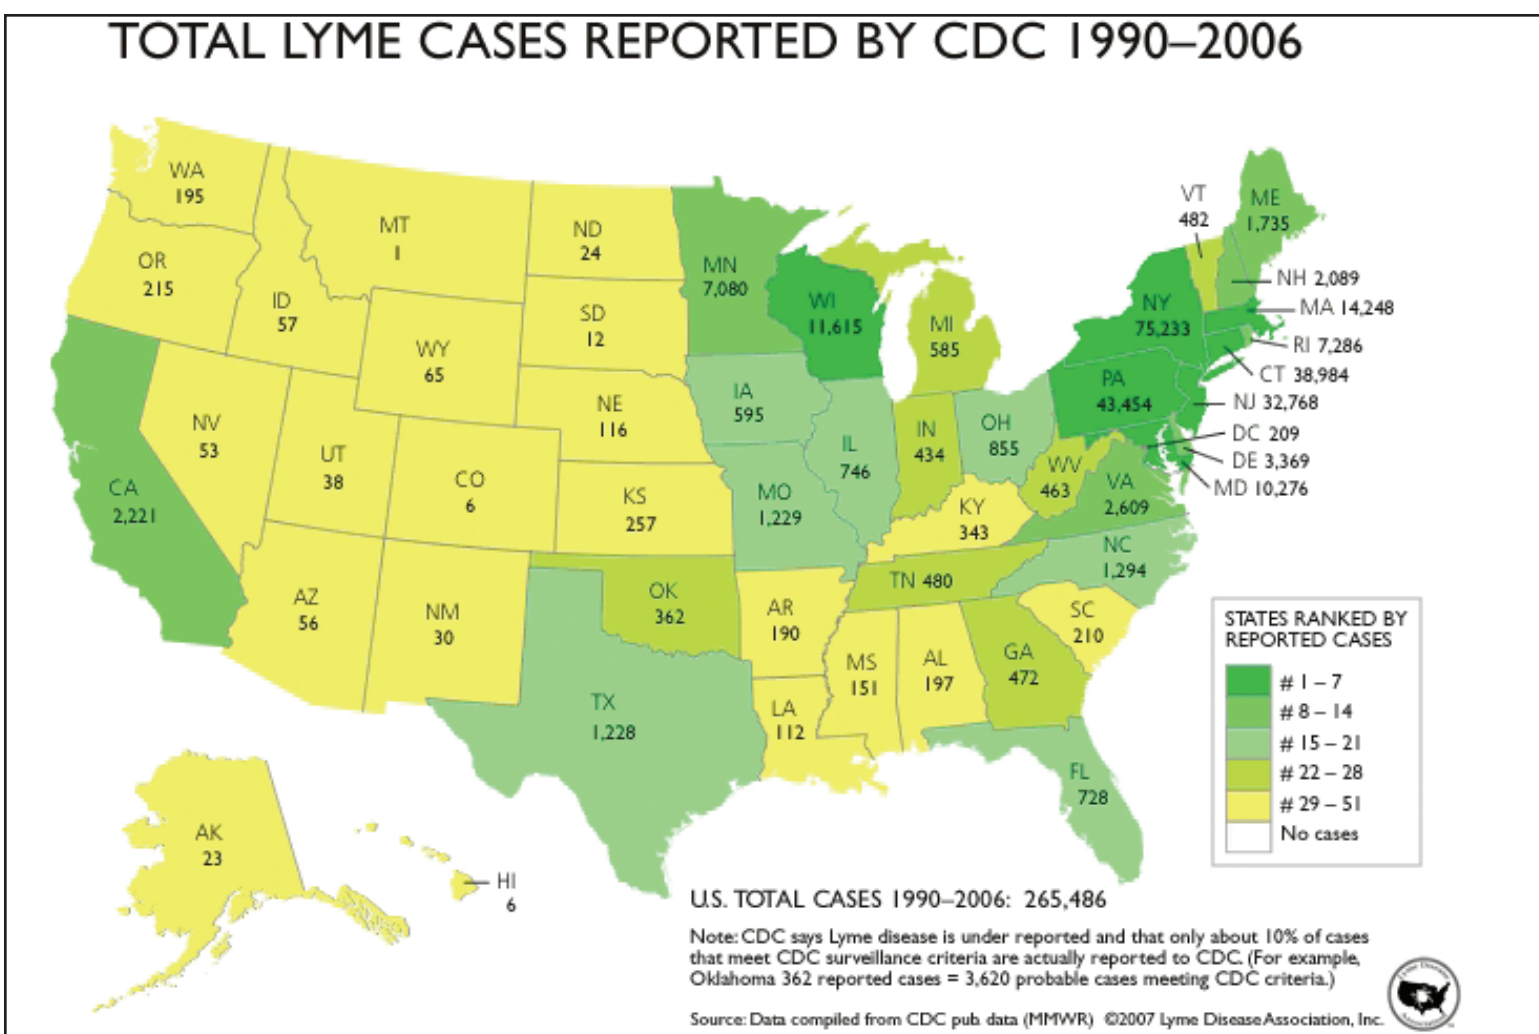 TOTAL LYME CASES REPORTED BY CDC 1990–2006
WA
195
OR
215
CA
2,221
ID
57
NV
53
MT
1
WY
65
UT
38
AZ
56
CO
6
NM
30
ND
24
SD
12
NE
116
KS
257
OK
362
TX
1,228
MN
7,080
IA
595
MO
1,229
AR
190
LA
112
WI
11,615
IL
746
MI
585
IN
434
OH
855
KY
343
TN 480
MS
151
AL
197
GA
472
FL
728
SC
210
NC
1,294
VA
2,609
WV
463
PA
43,454
NY
75,233
VT
482
ME
1,735
NH 2,089
MA 14,248
RI 7,286
CT 38,984
NJ 32,768
DC 209
DE 3,369
MD 10,276
AK
23
HI
6
STATES RANKED BY
REPORTED CASES
# 1 – 7
# 8 – 14
# 15 – 21
# 22 – 28
# 29 – 51
No cases
U.S. TOTAL CASES 1990–2006: 265,486
Note: CDC says Lyme disease is under reported and that only about 10% of cases
that meet CDC surveillance criteria are actually reported to CDC. (For example,
Oklahoma 362 reported cases = 3,620 probable cases meeting CDC criteria.)
Source: Data compiled from CDC pub. data (MMWR) ©2007 Lyme Disease Association, Inc.
Lyme Disease
Association